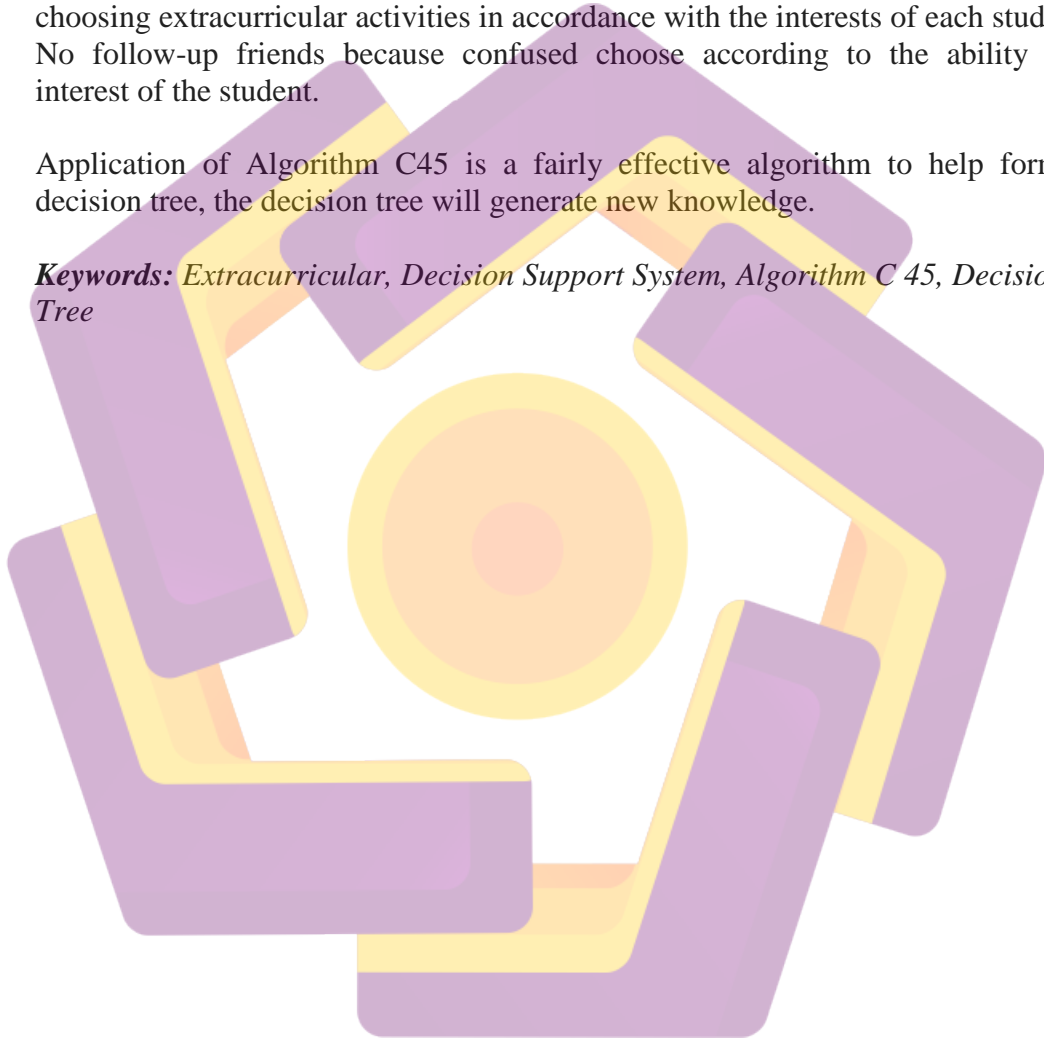 choosing extracurricular activities in accordance with the interests of each stud
No follow-up friends because confused choose according to the ability
interest of the student.
Application of Algorithm C45 is a fairly effective algorithm to help form
decision tree, the decision tree will generate new knowledge.
Keywords: Extracurricular, Decision Support System, Algorithm C 45, Decisio
Tree